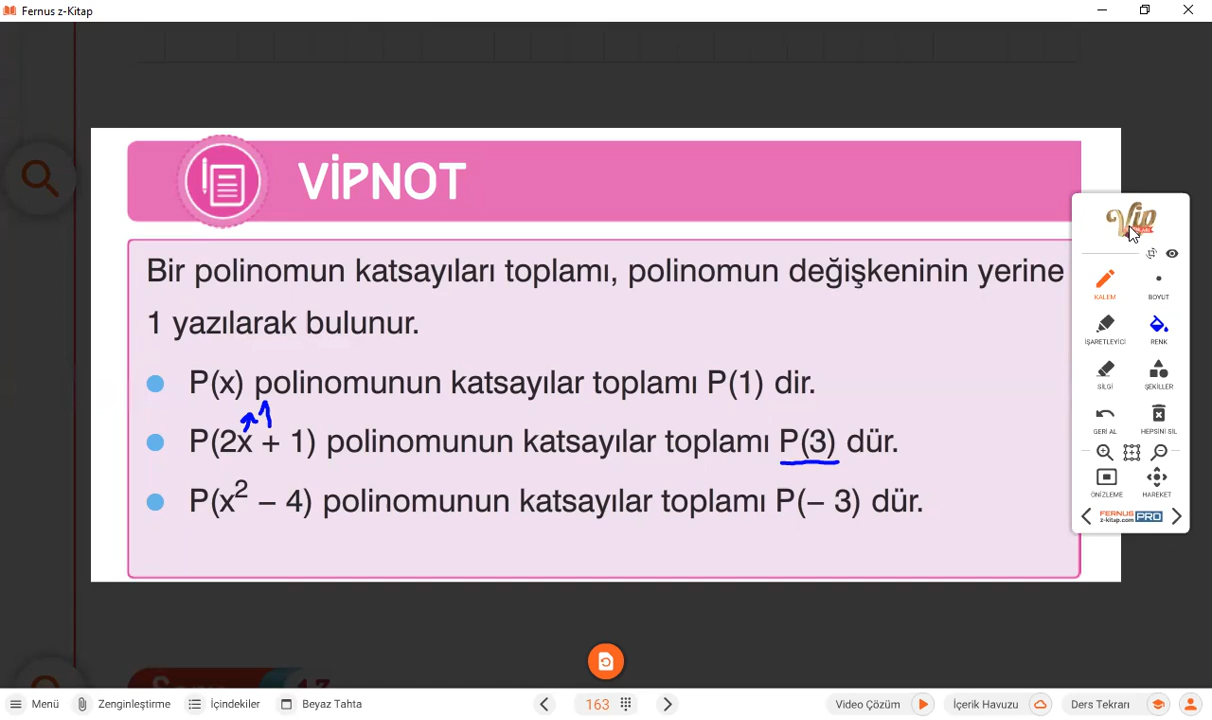 Fernus z-Kitap
VİPNOT
Bir polinomun katsayıları toplamı, polinomun değişkeninin yerine
1 yazılarak bulunur.
P(x) polinomunun katsayılar toplamı P(1) dir.
1
P(2x + 1) polinomunun katsayılar toplamı P(3) dür.
P(x² − 4) polinomunun katsayılar toplamı P(− 3) dür.
Vip
KALEM BOYUT
İŞARETLEYİCİ RENK
SİLGİ ŞEKİLLER
GERİ AL HEPSİNİ SİL
ÖNİZLEME HAREKET
FERNUS z-kitap.com PRO
Menü Zenginleştirme İçindekiler Beyaz Tahta 163 Video Çözüm İçerik Havuzu Ders Tekrarı